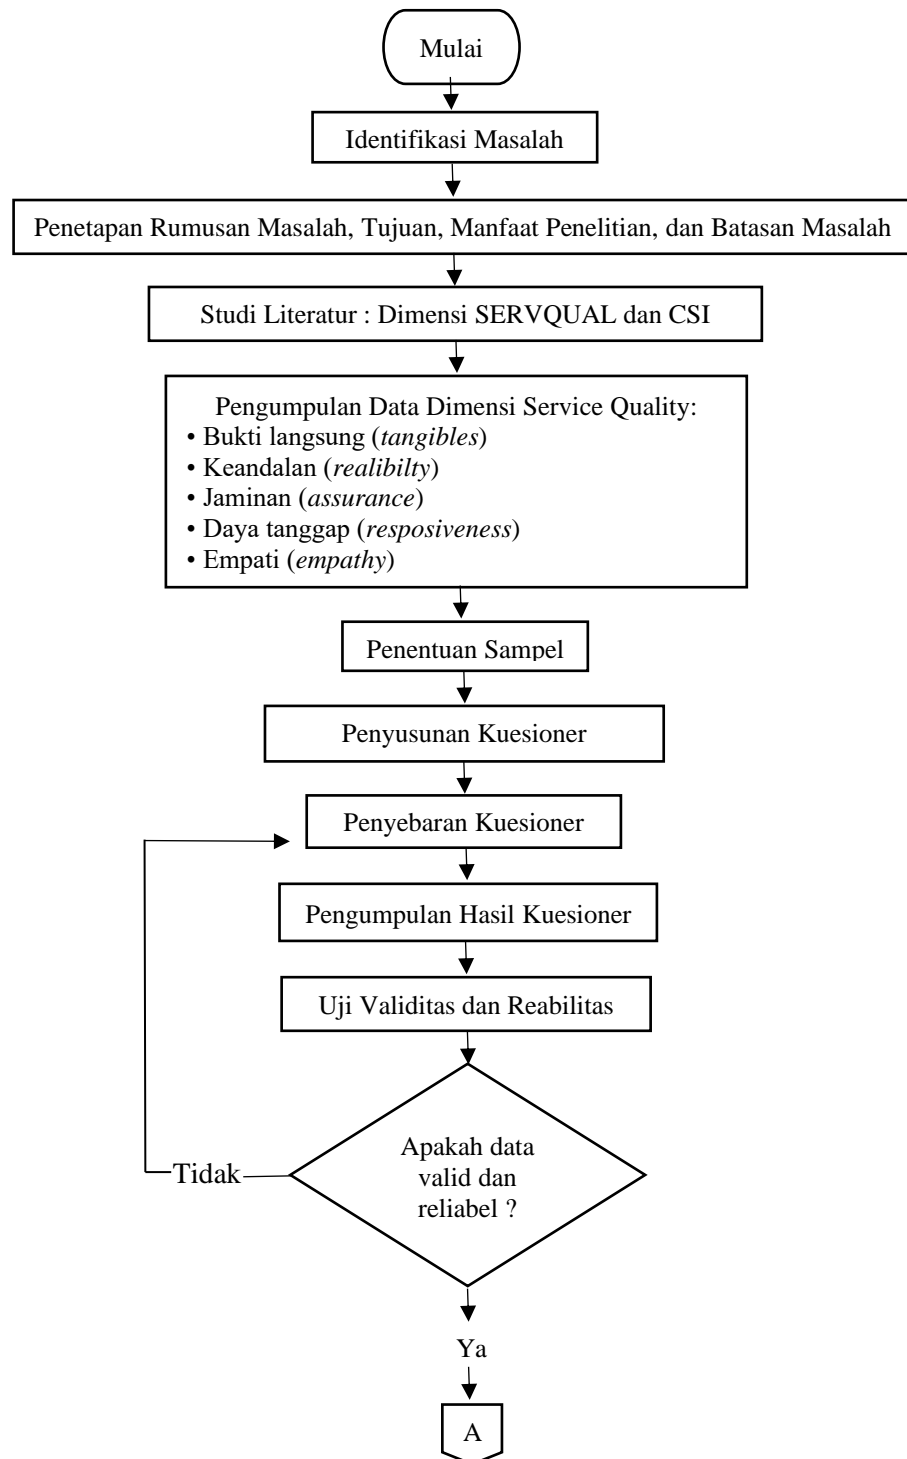 Mulai
Identifikasi Masalah
Penetapan Rumusan Masalah, Tujuan, Manfaat Penelitian, dan Batasan Masalah
Studi Literatur : Dimensi SERVQUAL dan CSI
Pengumpulan Data Dimensi Service Quality:
• Bukti langsung (tangibles)
• Keandalan (realibilty)
• Jaminan (assurance)
• Daya tanggap (resposiveness)
• Empati (empathy)
Penentuan Sampel
Penyusunan Kuesioner
Penyebaran Kuesioner
Pengumpulan Hasil Kuesioner
Uji Validitas dan Reabilitas
Apakah data
valid dan
reliabel ?
Tidak
Ya
A